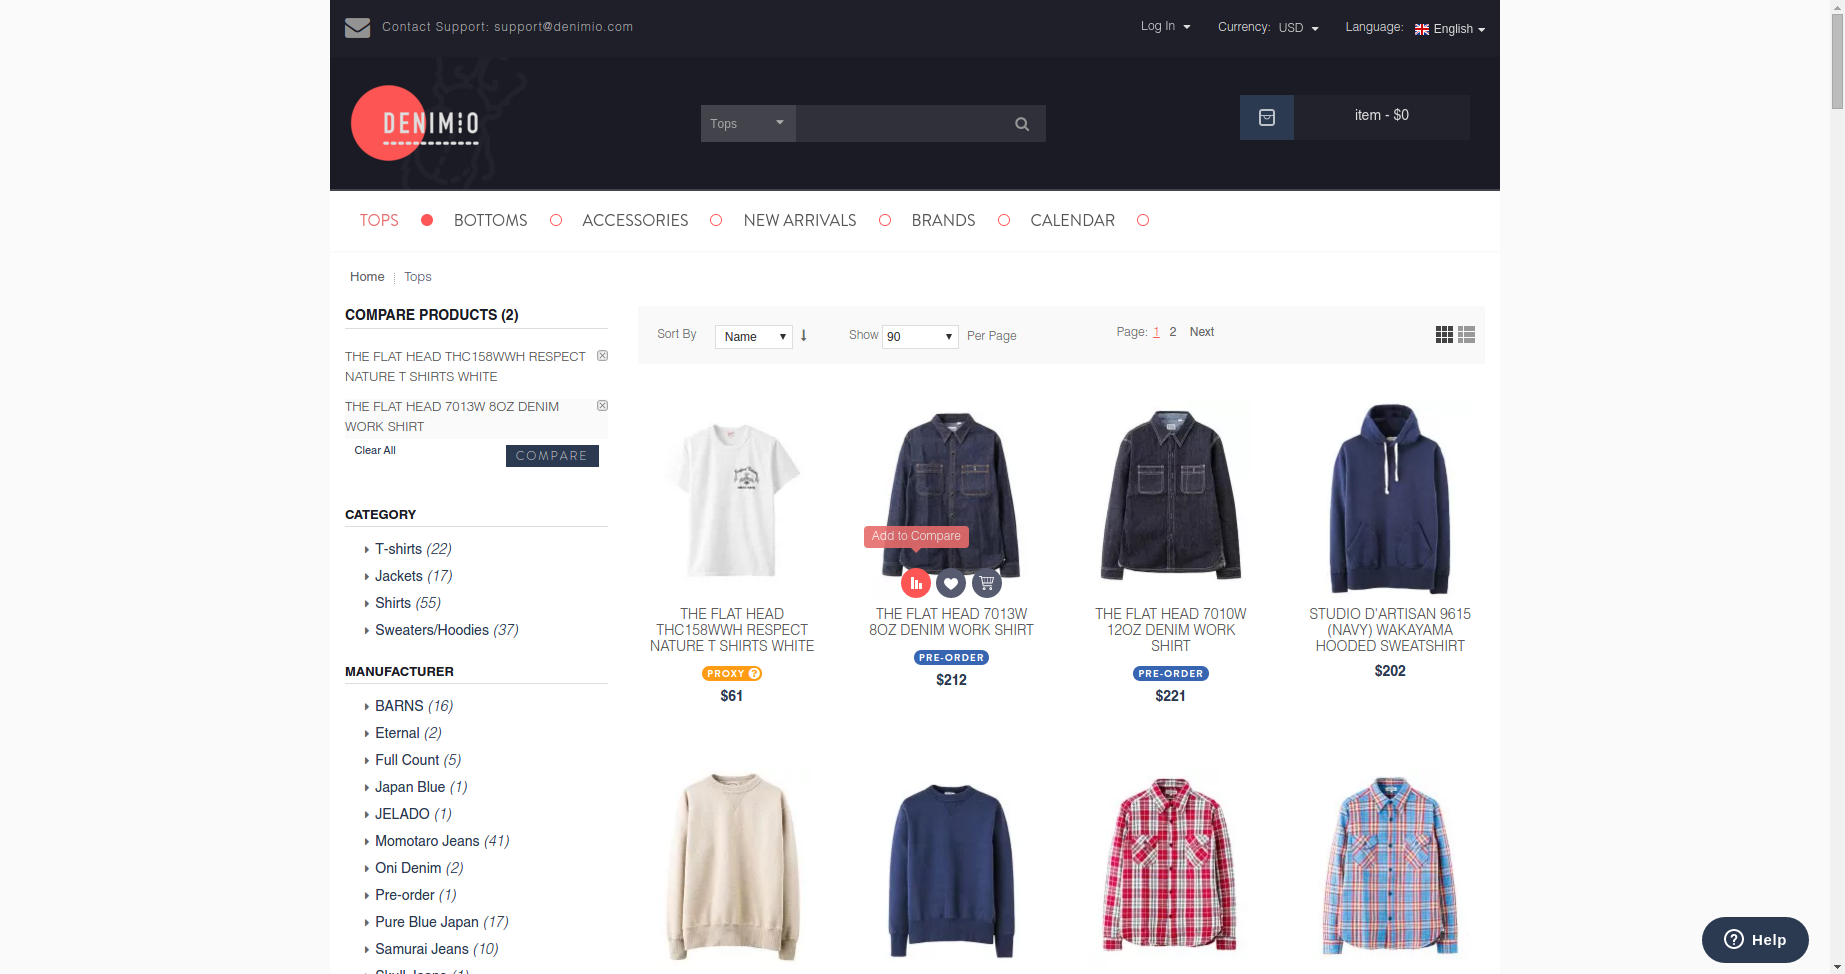 Contact Support: support@denimio.com
Log In
Currency: USD
Language: English
DENIMIO
Tops
item - $0
TOPS
BOTTOMS
ACCESSORIES
NEW ARRIVALS
BRANDS
CALENDAR
Home
Tops
COMPARE PRODUCTS (2)
THE FLAT HEAD THC158WWH RESPECT
NATURE T SHIRTS WHITE
THE FLAT HEAD 7013W 8OZ DENIM
WORK SHIRT
Clear All
COMPARE
CATEGORY
T-shirts (22)
Jackets (17)
Shirts (55)
Sweaters/Hoodies (37)
MANUFACTURER
BARNS (16)
Eternal (2)
Full Count (5)
Japan Blue (1)
JELADO (1)
Momotaro Jeans (41)
Oni Denim (2)
Pre-order (1)
Pure Blue Japan (17)
Samurai Jeans (10)
Sort By
Name
Show
90
Per Page
Page: 1 2 Next
Add to Compare
THE FLAT HEAD
THC158WWH RESPECT
NATURE T SHIRTS WHITE
PROXY ?
$61
THE FLAT HEAD 7013W
8OZ DENIM WORK SHIRT
PRE-ORDER
$212
THE FLAT HEAD 7010W
12OZ DENIM WORK
SHIRT
PRE-ORDER
$221
STUDIO D'ARTISAN 9615
(NAVY) WAKAYAMA
HOODED SWEATSHIRT
$202
? Help